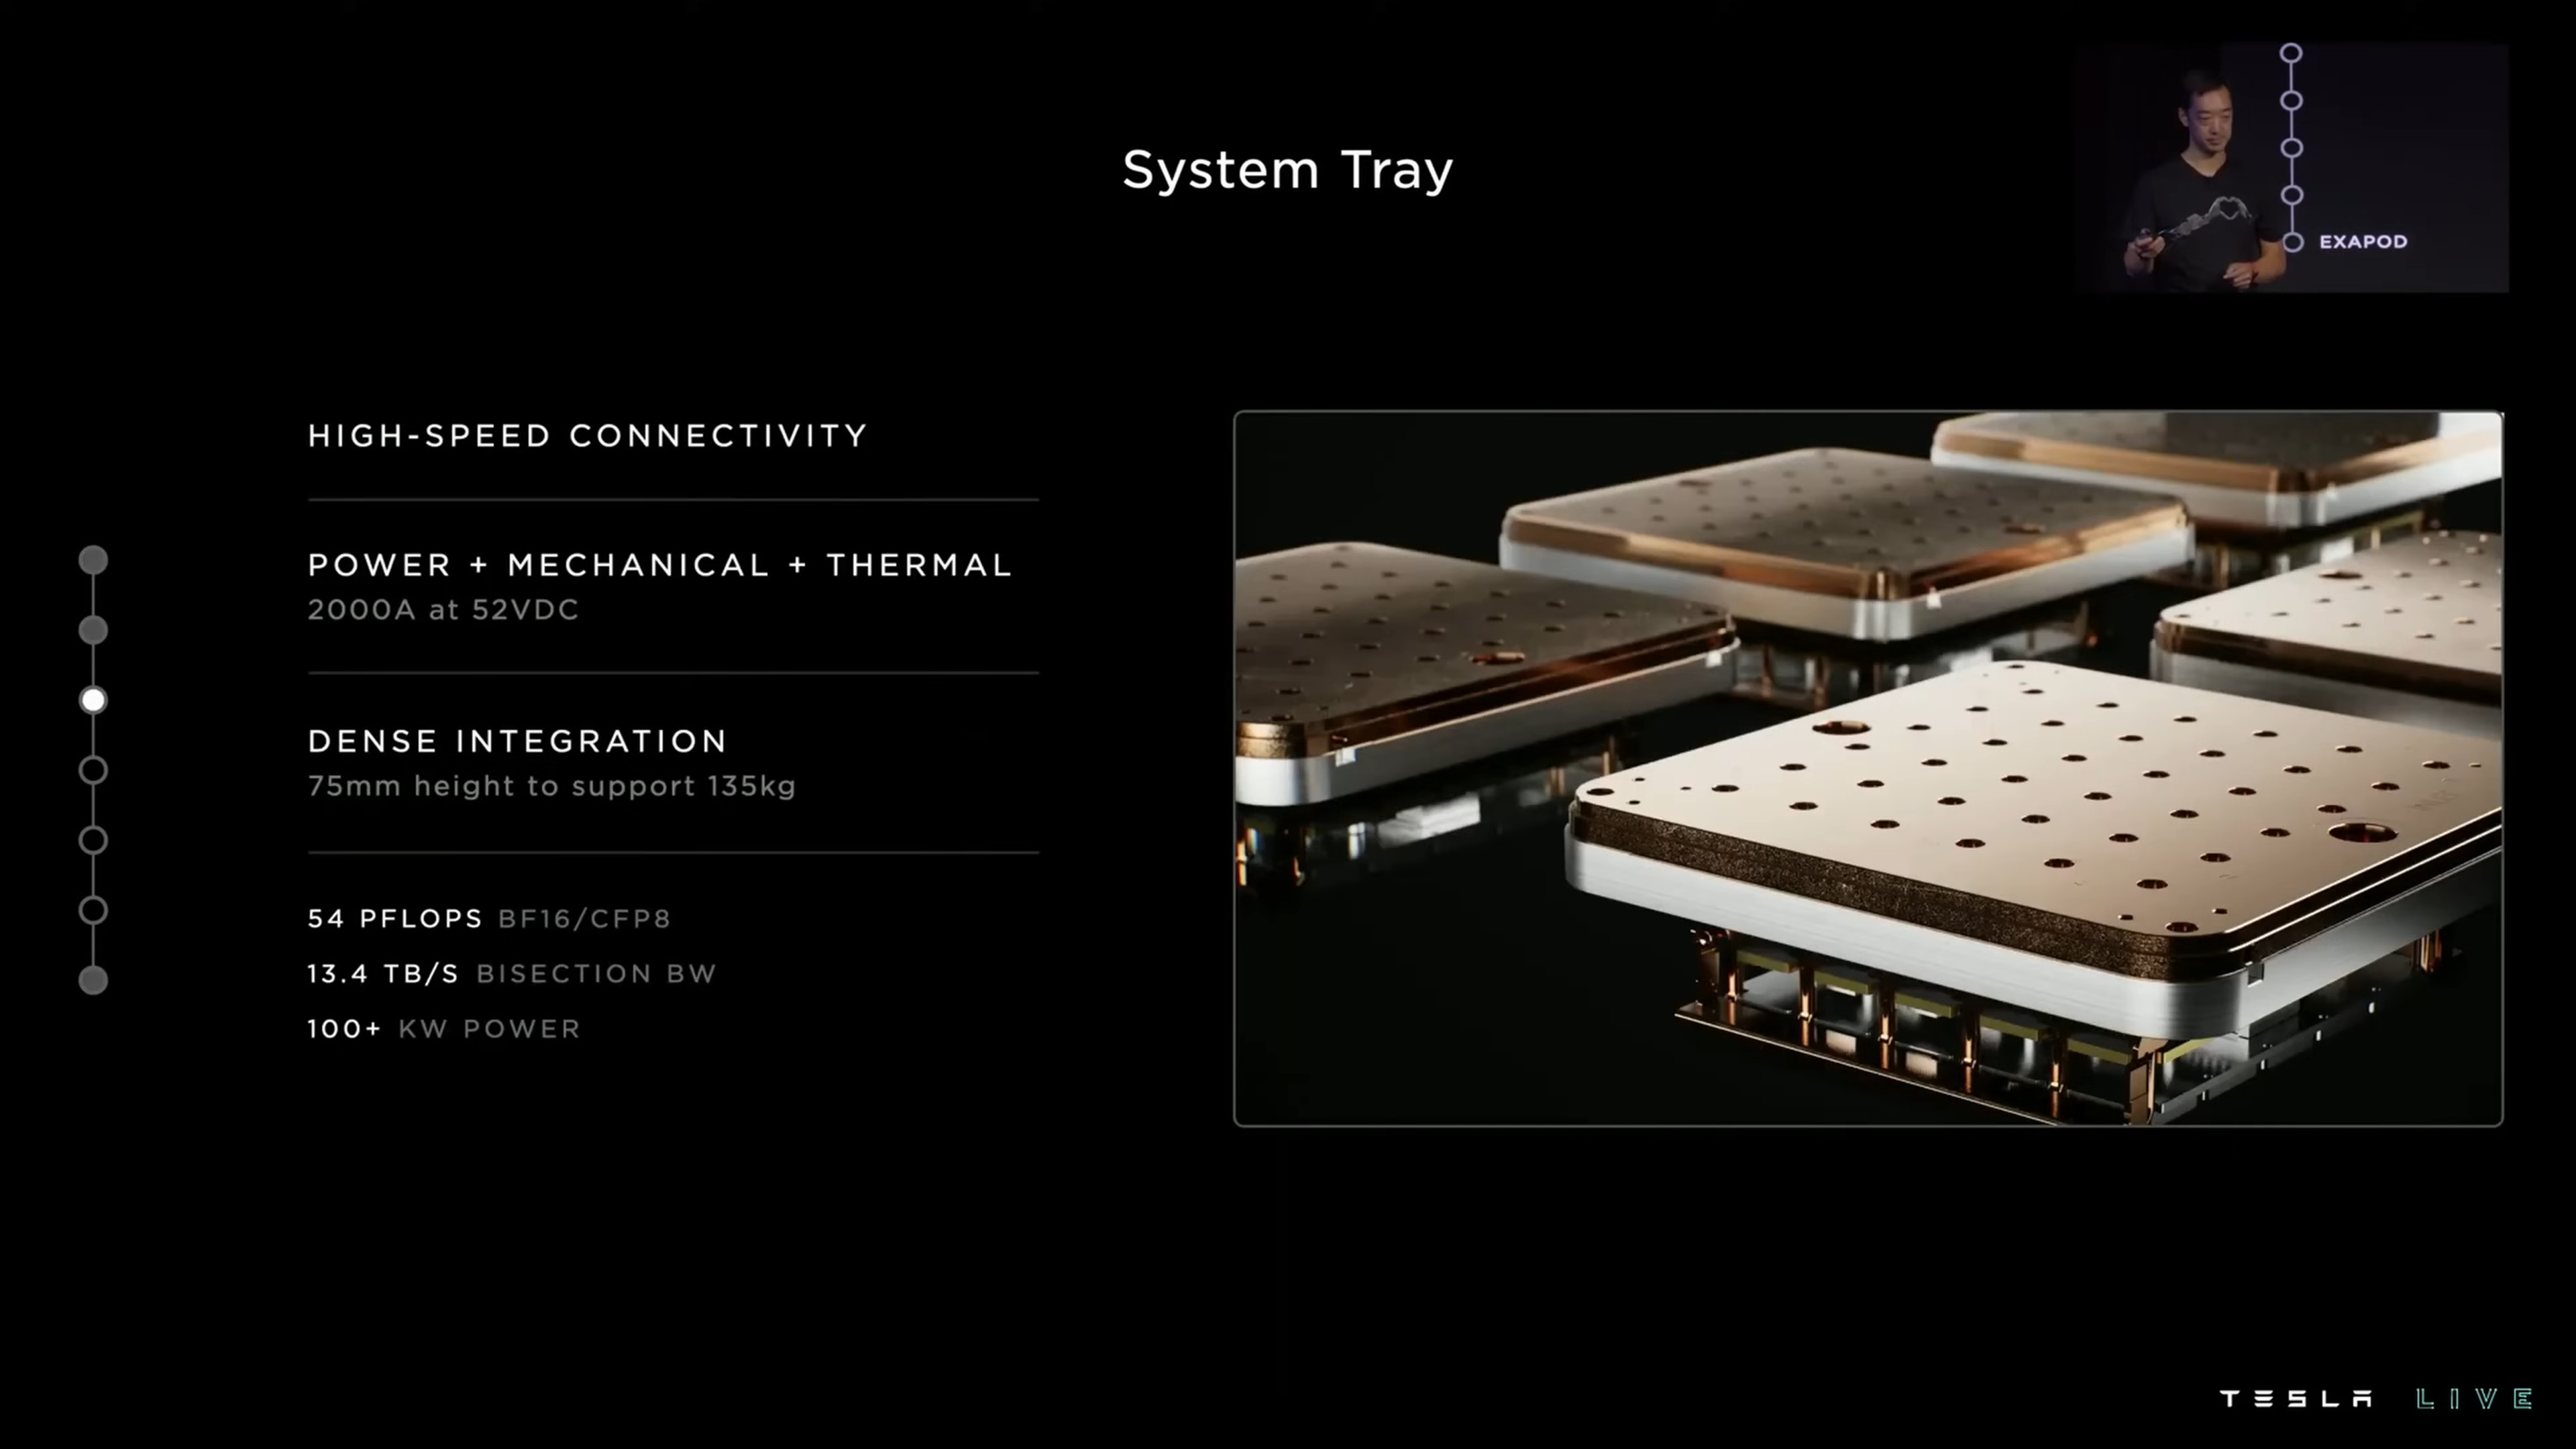 System Tray
EXAPOD
HIGH-SPEED CONNECTIVITY
POWER + MECHANICAL + THERMAL
2000A at 52VDC
DENSE INTEGRATION
75mm height to support 135kg
54 PFLOPS BF16/CFP8
13.4 TB/S BISECTION BW
100+ KW POWER
TESLA LIVE